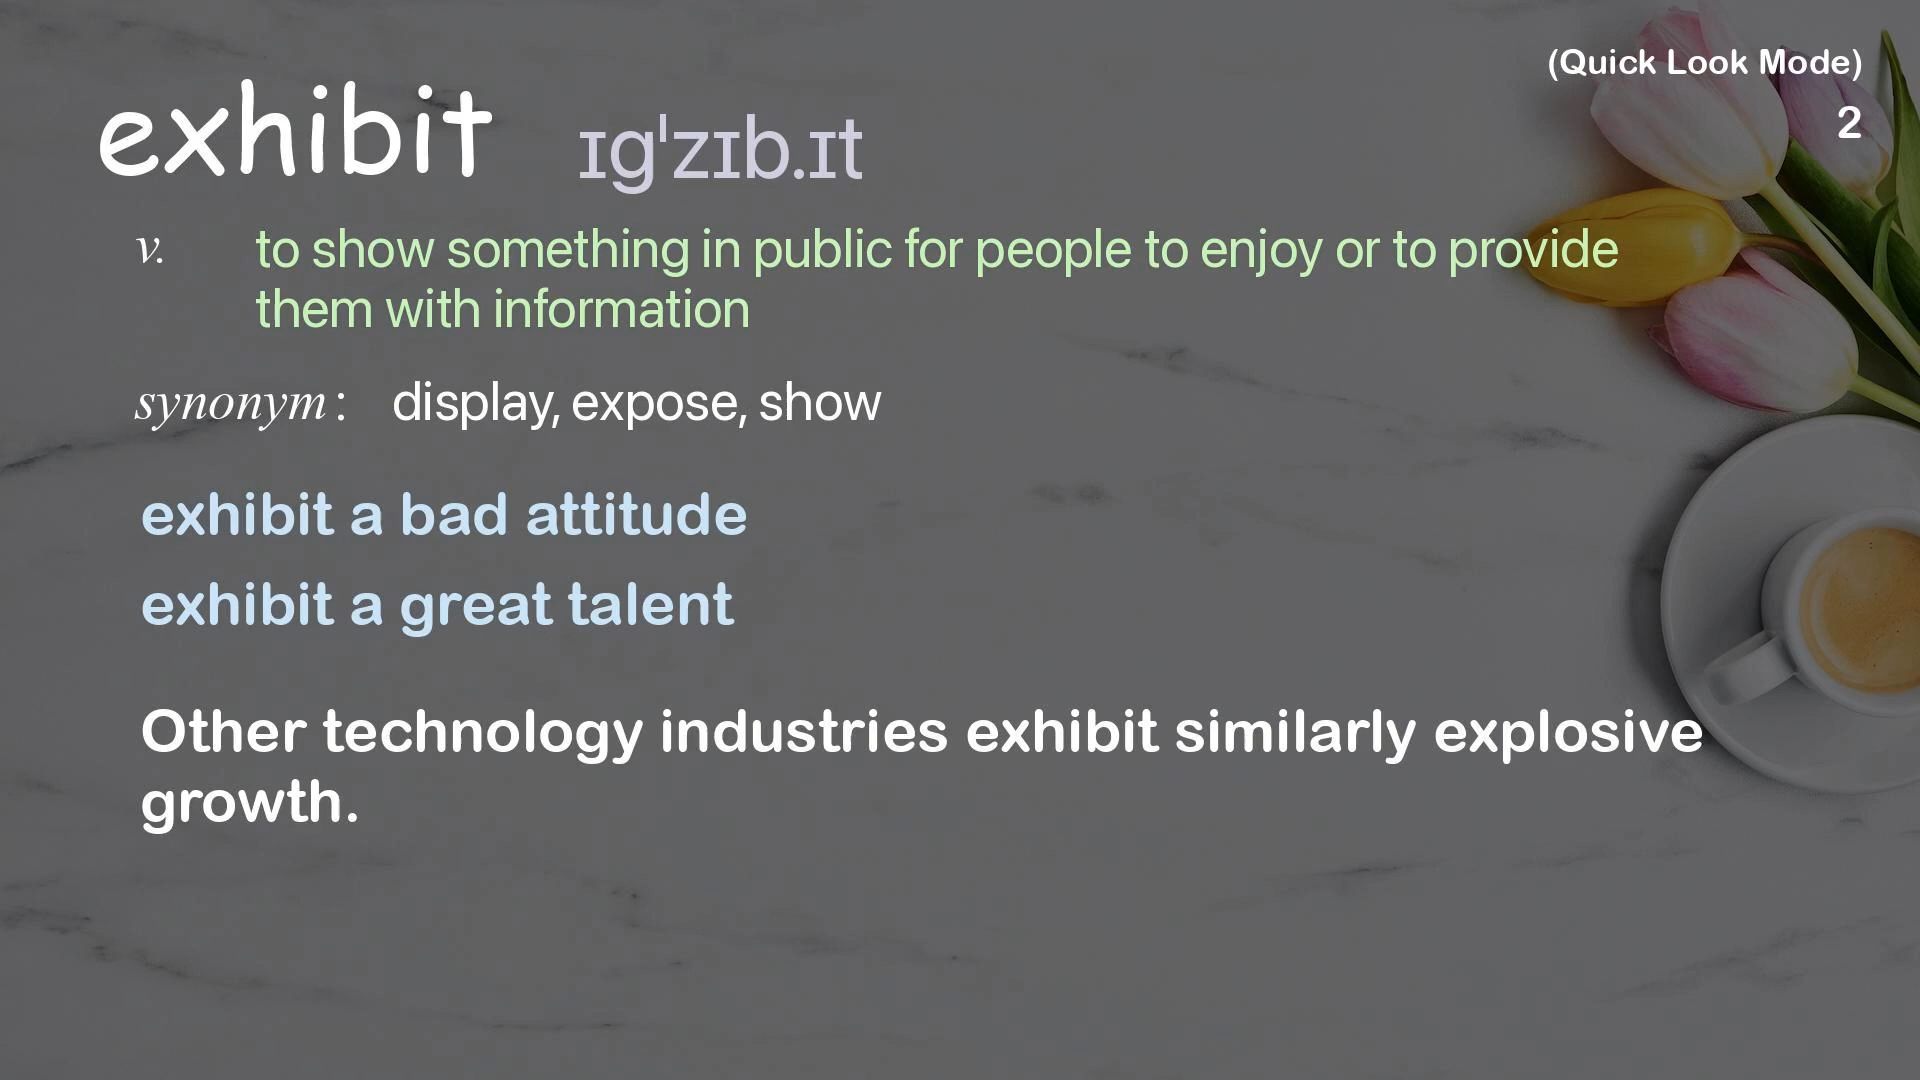 (Quick Look Mode)
2
exhibit ɪɡˈzɪb.ɪt
v. to show something in public for people to enjoy or to provide
them with information
synonym: display, expose, show
exhibit a bad attitude
exhibit a great talent
Other technology industries exhibit similarly explosive
growth.